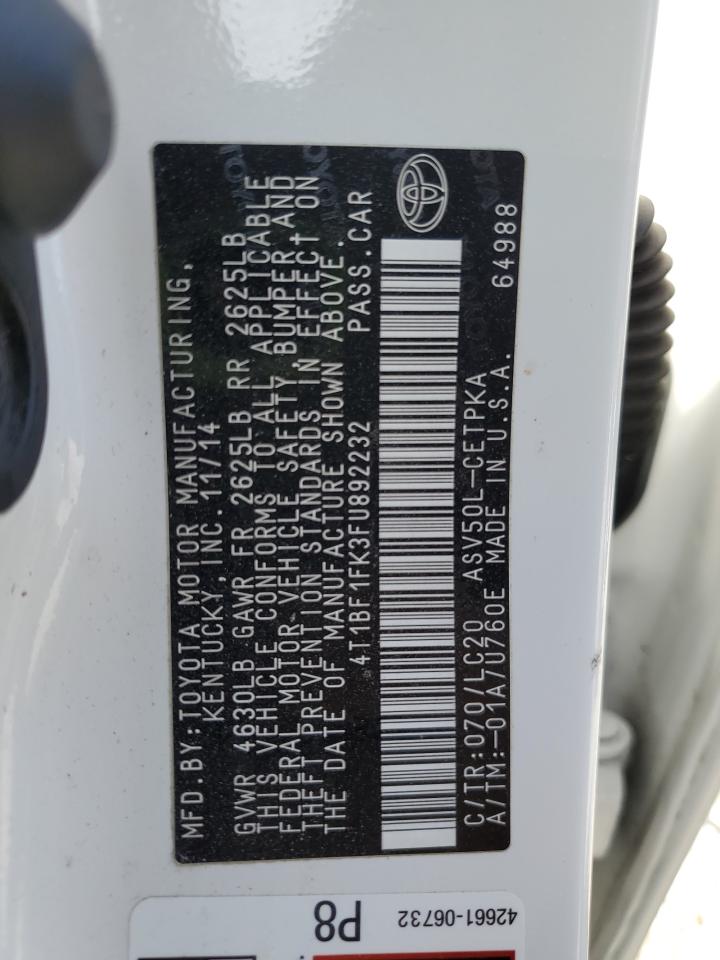 MFD.BY:TOYOTA MOTOR MANUFACTURING,
KENTUCKY, INC. 11/14
GVWR 4630LB GAWR FR 2625LB RR 2625LB
THIS VEHICLE CONFORMS TO ALL APPLICABLE
FEDERAL MOTOR VEHICLE SAFETY BUMPER AND
THEFT PREVENTION STANDARDS IN EFFECT ON
THE DATE OF MANUFACTURE SHOWN ABOVE.
4T1BF1FK3FU892232 PASS.CAR
C/TR:070/LC20 ASV50L-CETPKA 64988
A/TM:-01A/U760E MADE IN U.S.A.
P8
42661-06732